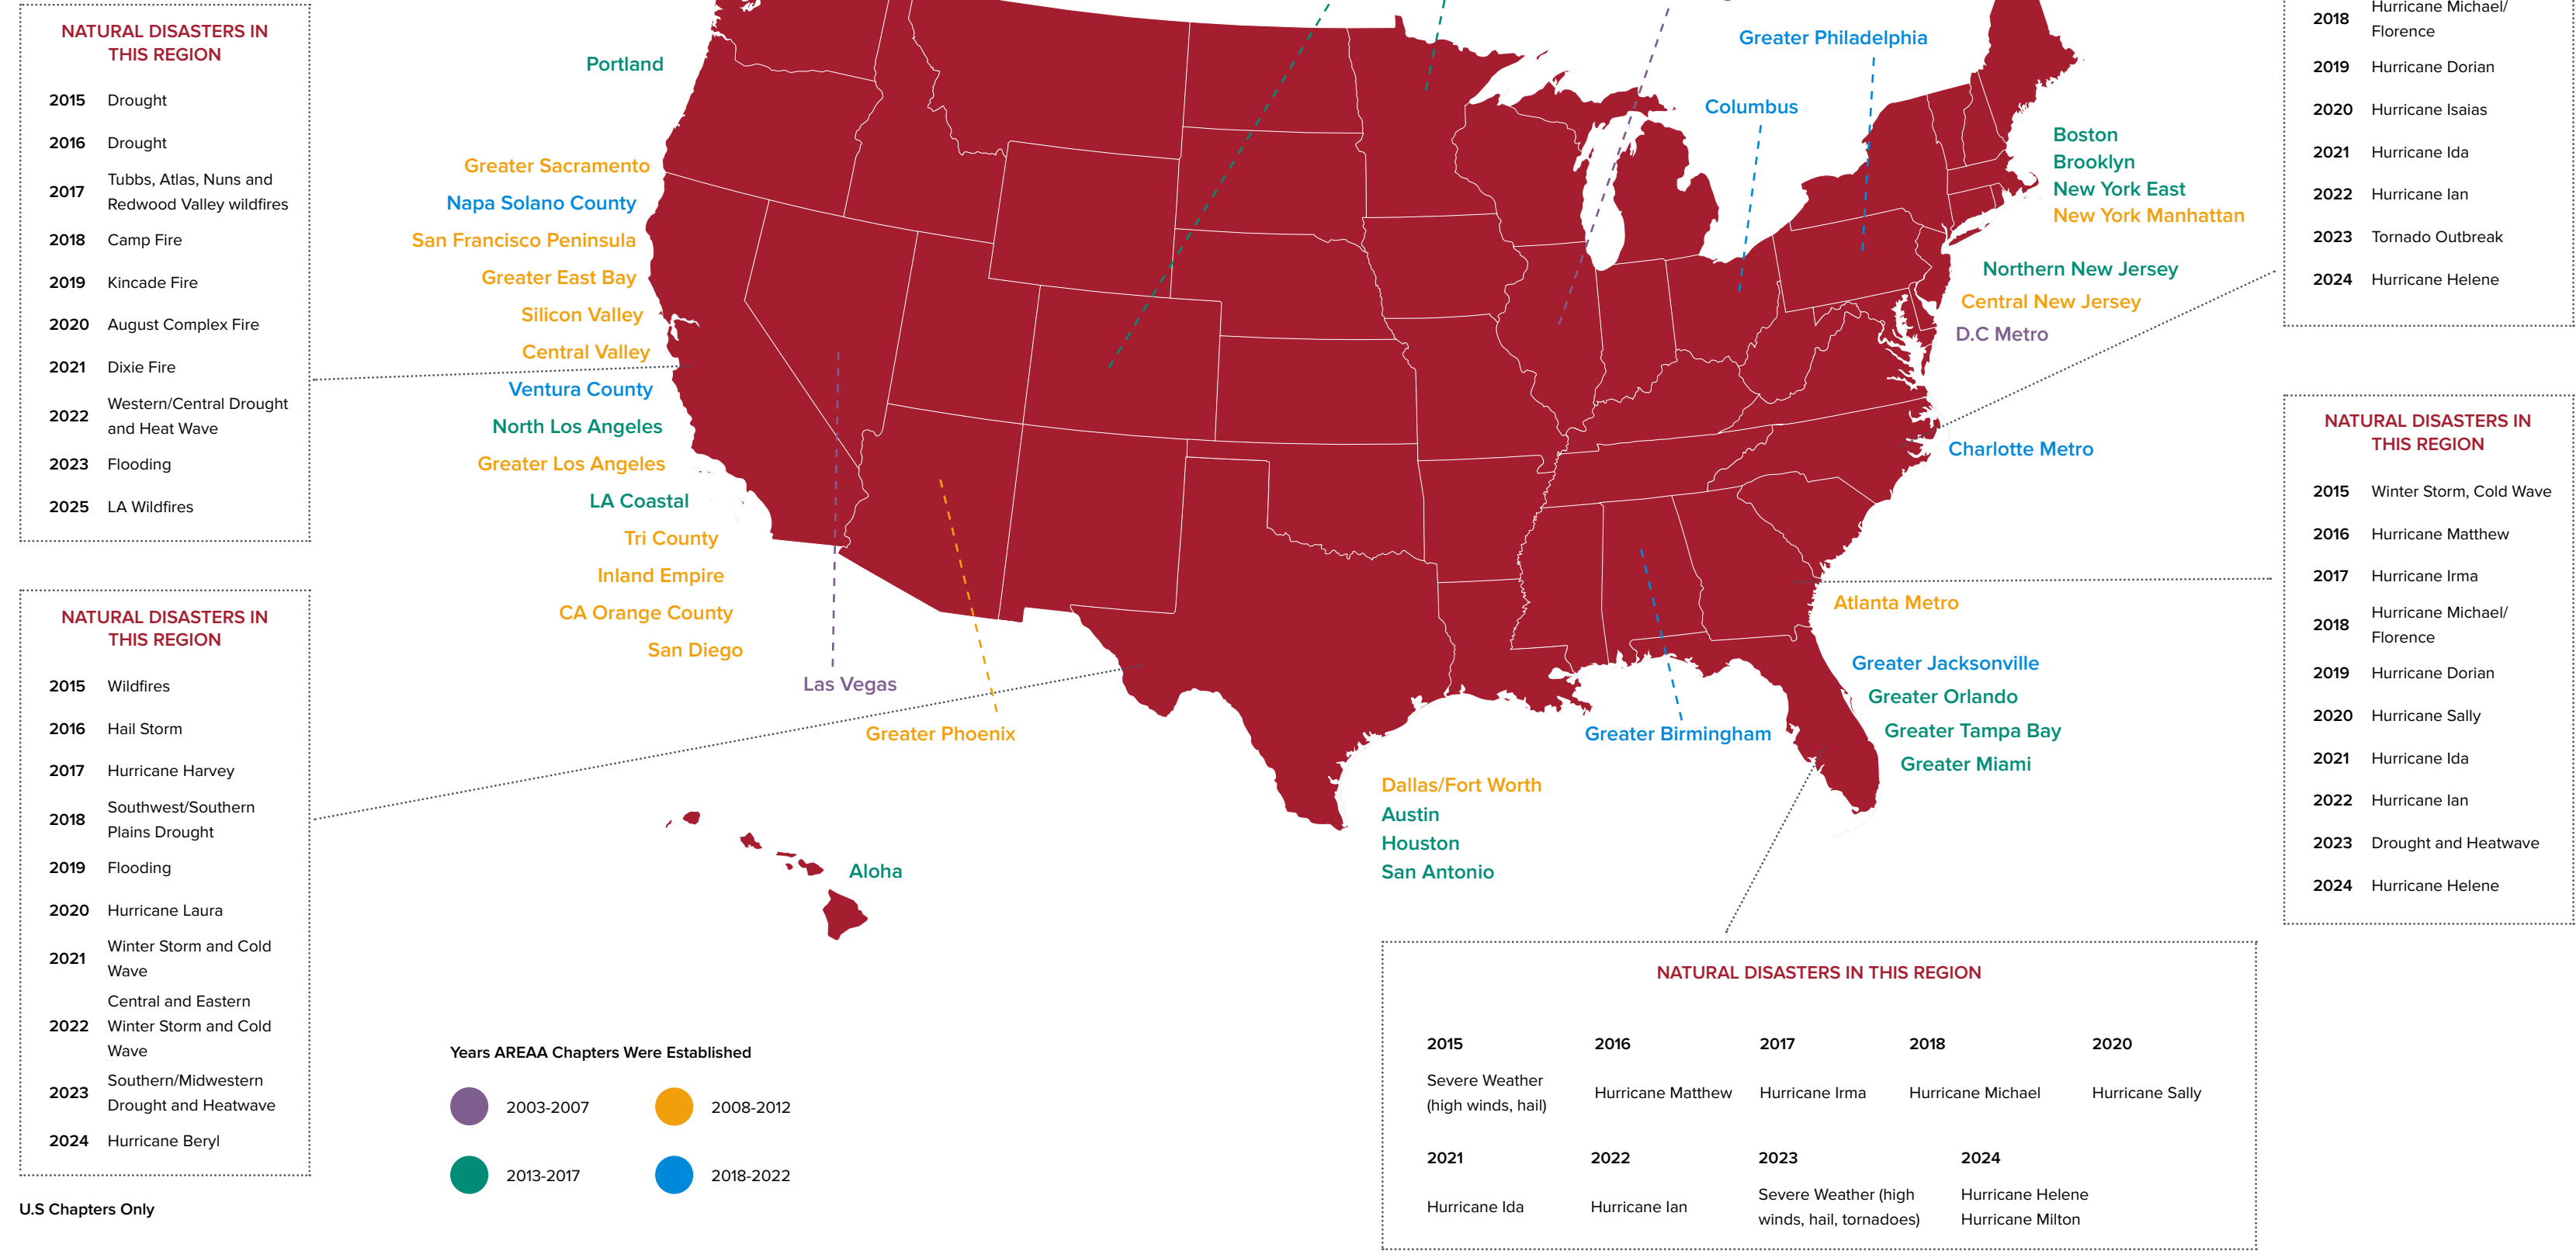 NATURAL DISASTERS IN
THIS REGION
2015 Drought
2016 Drought
2017 Tubbs, Atlas, Nuns and
Redwood Valley wildfires
2018 Camp Fire
2019 Kincade Fire
2020 August Complex Fire
2021 Dixie Fire
2022 Western/Central Drought
and Heat Wave
2023 Flooding
2025 LA Wildfires
NATURAL DISASTERS IN
THIS REGION
2015 Wildfires
2016 Hail Storm
2017 Hurricane Harvey
2018 Southwest/Southern
Plains Drought
2019 Flooding
2020 Hurricane Laura
2021 Winter Storm and Cold
Wave
2022 Central and Eastern
Winter Storm and Cold
Wave
2023 Southern/Midwestern
Drought and Heatwave
2024 Hurricane Beryl
U.S Chapters Only
Portland
Greater Sacramento
Napa Solano County
San Francisco Peninsula
Greater East Bay
Silicon Valley
Central Valley
Ventura County
North Los Angeles
Greater Los Angeles
LA Coastal
Tri County
Inland Empire
CA Orange County
San Diego
Las Vegas
Greater Phoenix
Aloha
Dallas/Fort Worth
Austin
Houston
San Antonio
Greater Birmingham
Greater Philadelphia
Columbus
Boston
Brooklyn
New York East
New York Manhattan
Northern New Jersey
Central New Jersey
D.C Metro
Charlotte Metro
Atlanta Metro
Greater Jacksonville
Greater Orlando
Greater Tampa Bay
Greater Miami
Years AREAA Chapters Were Established
2003-2007
2008-2012
2013-2017
2018-2022
2018 Hurricane Michael/
Florence
2019 Hurricane Dorian
2020 Hurricane Isaias
2021 Hurricane Ida
2022 Hurricane Ian
2023 Tornado Outbreak
2024 Hurricane Helene
NATURAL DISASTERS IN
THIS REGION
2015 Winter Storm, Cold Wave
2016 Hurricane Matthew
2017 Hurricane Irma
2018 Hurricane Michael/
Florence
2019 Hurricane Dorian
2020 Hurricane Sally
2021 Hurricane Ida
2022 Hurricane Ian
2023 Drought and Heatwave
2024 Hurricane Helene
NATURAL DISASTERS IN THIS REGION
2015 Severe Weather
(high winds, hail)
2016 Hurricane Matthew
2017 Hurricane Irma
2018 Hurricane Michael
2020 Hurricane Sally
2021 Hurricane Ida
2022 Hurricane Ian
2023 Severe Weather (high
winds, hail, tornadoes)
2024 Hurricane Helene
Hurricane Milton